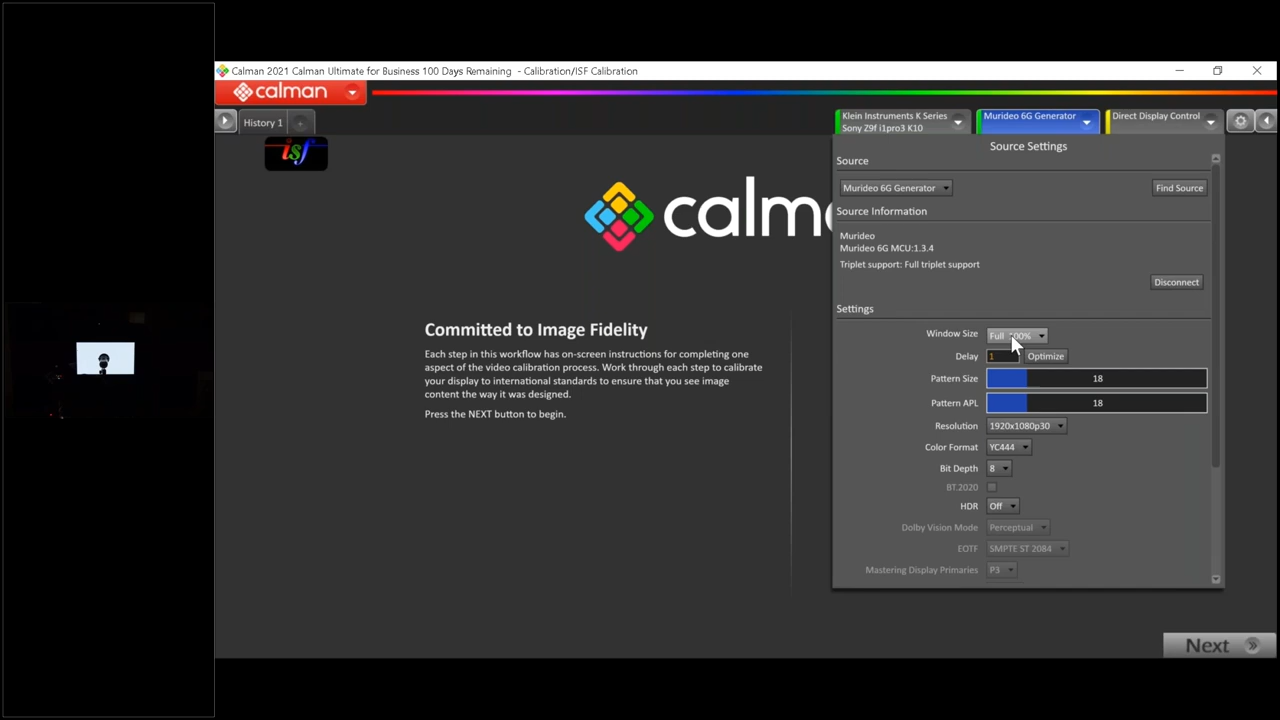 Calman 2021 Calman Ultimate for Business 100 Days Remaining - Calibration/ISF Calibration
calman
History 1
+
Klein Instruments K Series
Sony Z9f i1pro3 K10
Murideo 6G Generator
Direct Display Control
isf
calm
Source Settings
Source
Murideo 6G Generator
Find Source
Source Information
Murideo
Murideo 6G MCU:1.3.4
Triplet support: Full triplet support
Disconnect
Settings
Window Size Full 100%
Delay 1 Optimize
Pattern Size 18
Pattern APL 18
Resolution 1920x1080p30
Color Format YC444
Bit Depth 8
BT.2020
HDR Off
Dolby Vision Mode Perceptual
EOTF SMPTE ST 2084
Mastering Display Primaries P3
Committed to Image Fidelity
Each step in this workflow has on-screen instructions for completing one
aspect of the video calibration process. Work through each step to calibrate
your display to international standards to ensure that you see image
content the way it was designed.
Press the NEXT button to begin.
Next